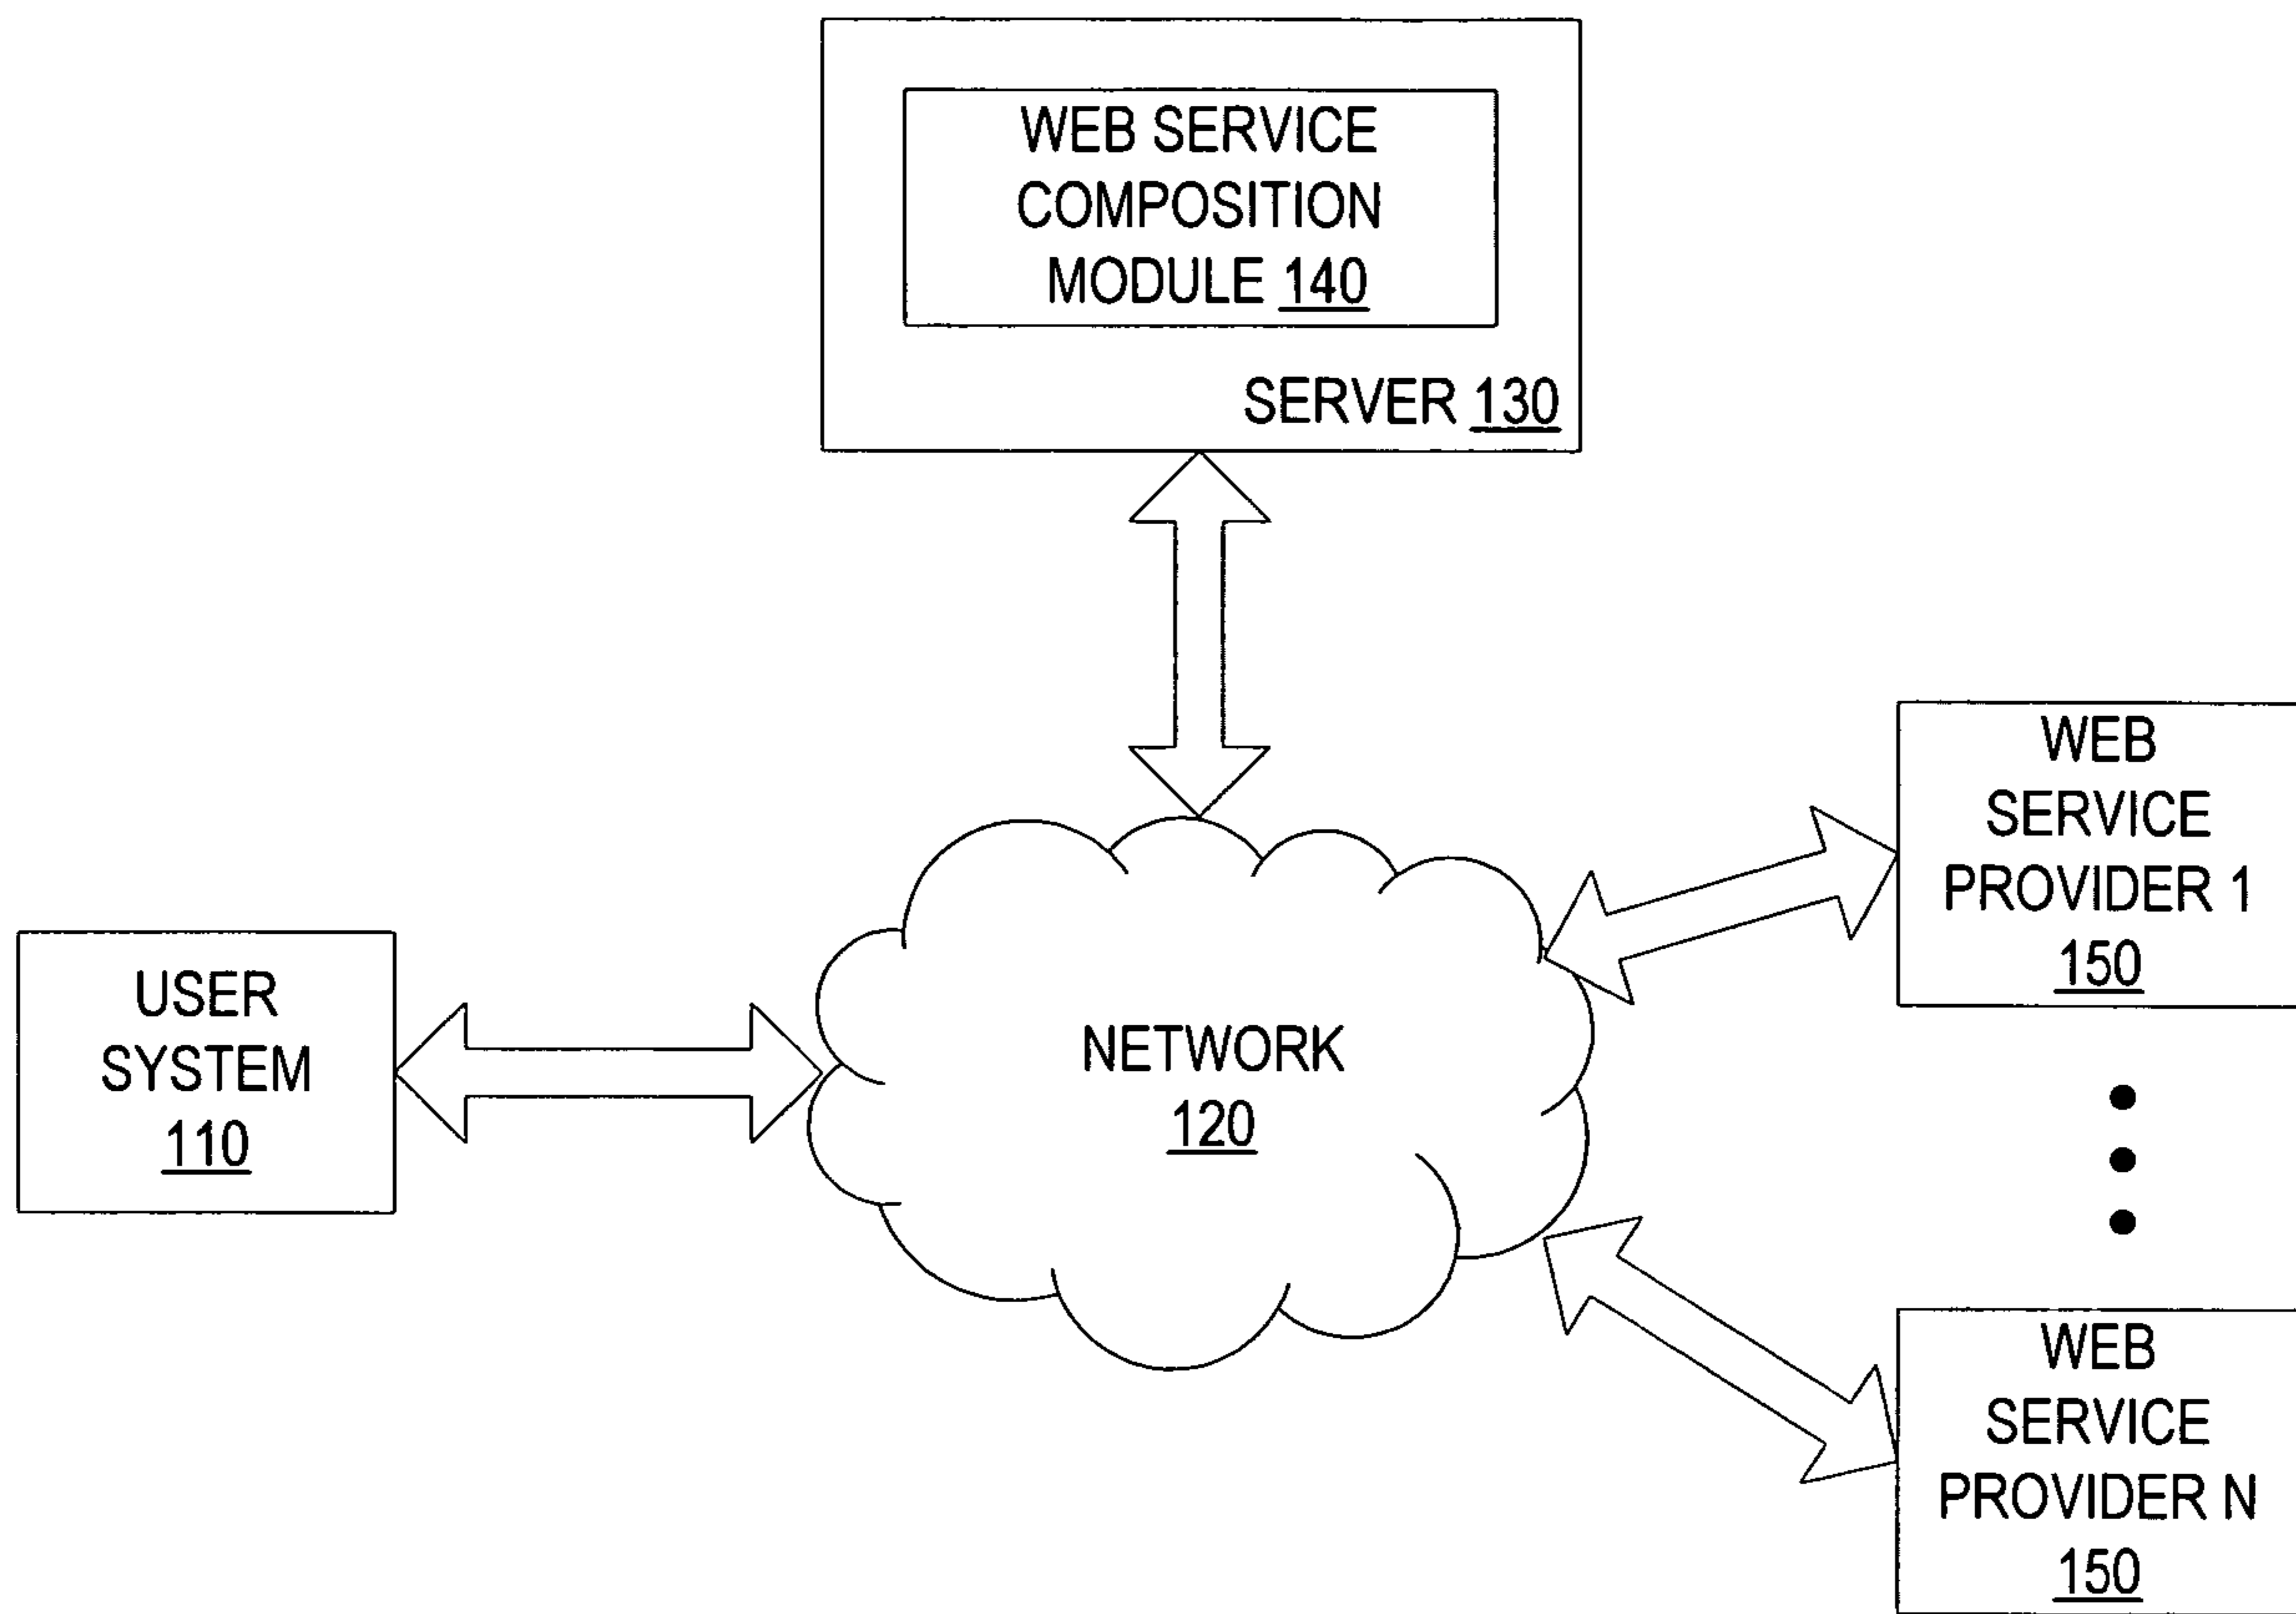 WEB SERVICE
COMPOSITION
MODULE 140
SERVER 130
WEB
SERVICE
PROVIDER 1
150
USER
SYSTEM
110
NETWORK
120
WEB
SERVICE
PROVIDER N
150